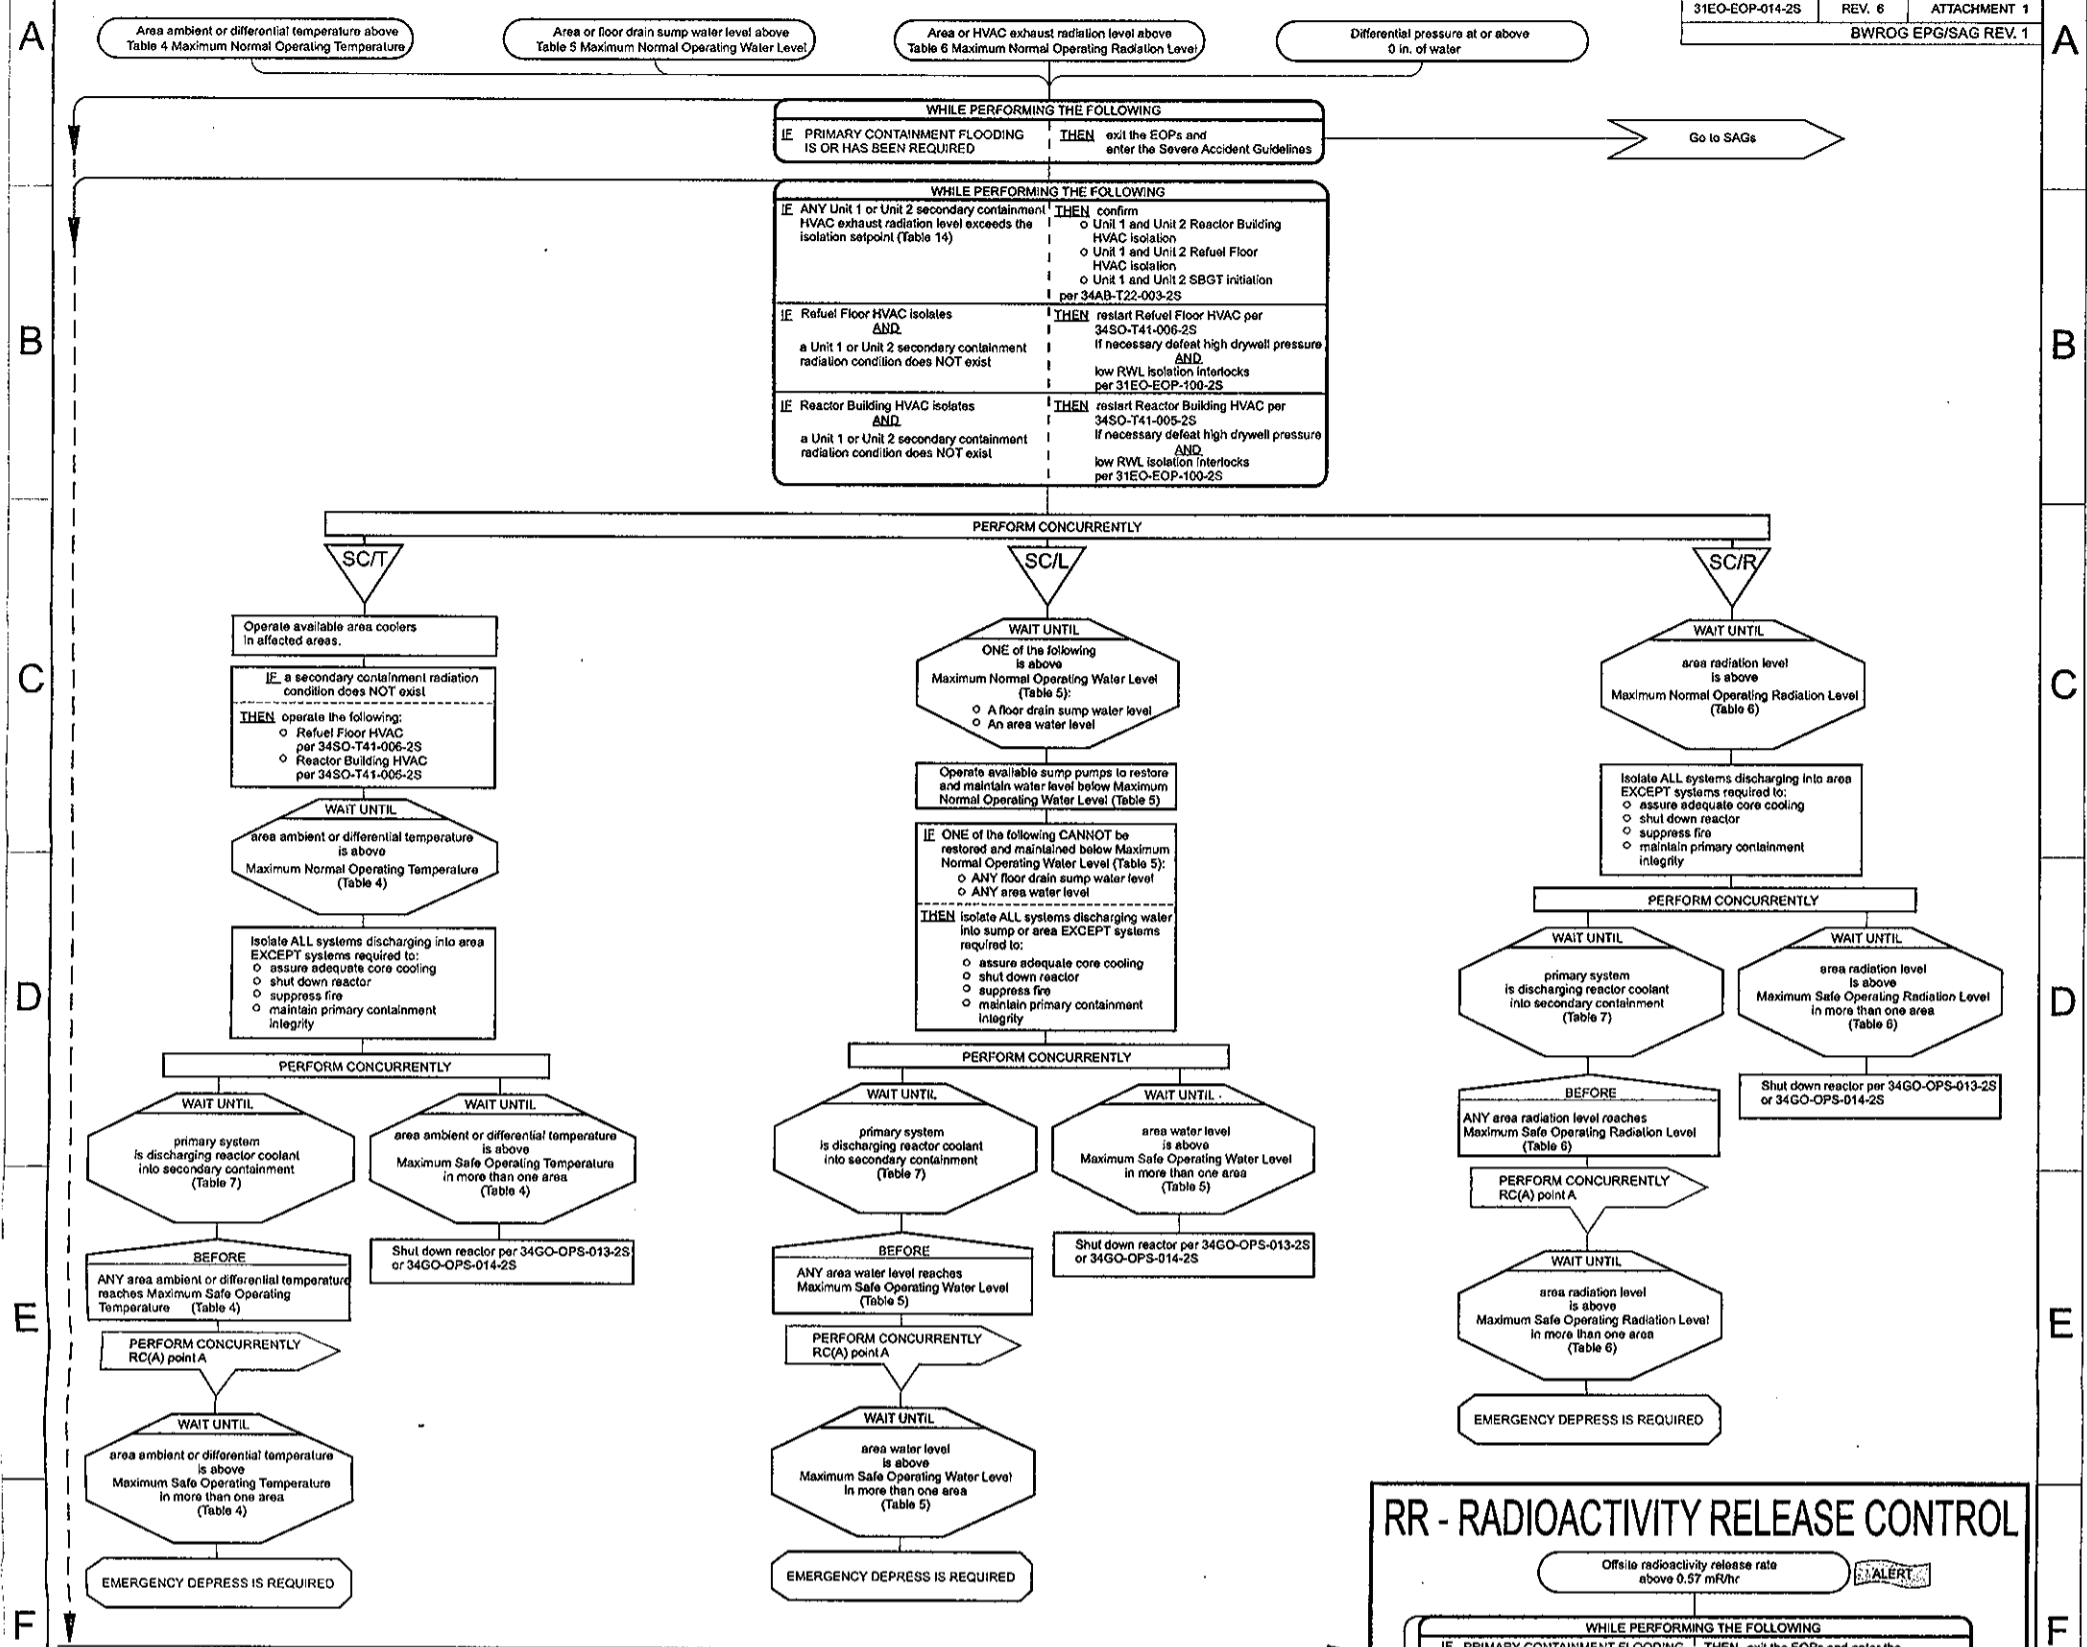 31EO-EOP-014-2S REV. 6 ATTACHMENT 1
BWROG EPG/SAG REV. 1
A
A
Area ambient or differential temperature above
Table 4 Maximum Normal Operating Temperature
Area or floor drain sump water level above
Table 5 Maximum Normal Operating Water Level
Area or HVAC exhaust radiation level above
Table 6 Maximum Normal Operating Radiation Level
Differential pressure at or above
0 in. of water
WHILE PERFORMING THE FOLLOWING
IF PRIMARY CONTAINMENT FLOODING
IS OR HAS BEEN REQUIRED
THEN exit the EOPs and
enter the Severe Accident Guidelines
Go to SAGs
WHILE PERFORMING THE FOLLOWING
IF ANY Unit 1 or Unit 2 secondary containment
HVAC exhaust radiation level exceeds the
isolation setpoint (Table 14)
THEN confirm
o Unit 1 and Unit 2 Reactor Building
HVAC isolation
o Unit 1 and Unit 2 Refuel Floor
HVAC isolation
o Unit 1 and Unit 2 SBGT initiation
per 34AB-T22-003-2S
B
B
IF Refuel Floor HVAC isolates
AND
a Unit 1 or Unit 2 secondary containment
radiation condition does NOT exist
THEN restart Refuel Floor HVAC per
34SO-T41-006-2S
If necessary defeat high drywell pressure
AND
low RWL isolation interlocks
per 31EO-EOP-100-2S
IF Reactor Building HVAC isolates
AND
a Unit 1 or Unit 2 secondary containment
radiation condition does NOT exist
THEN restart Reactor Building HVAC per
34SO-T41-005-2S
If necessary defeat high drywell pressure
AND
low RWL isolation interlocks
per 31EO-EOP-100-2S
PERFORM CONCURRENTLY
C
C
SC/T
Operate available area coolers
in affected areas.
IF a secondary containment radiation
condition does NOT exist
THEN operate the following:
o Refuel Floor HVAC
per 34SO-T41-006-2S
o Reactor Building HVAC
per 34SO-T41-005-2S
WAIT UNTIL
area ambient or differential temperature
is above
Maximum Normal Operating Temperature
(Table 4)
D
D
Isolate ALL systems discharging into area
EXCEPT systems required to:
o assure adequate core cooling
o shut down reactor
o suppress fire
o maintain primary containment
integrity
PERFORM CONCURRENTLY
WAIT UNTIL
primary system
is discharging reactor coolant
into secondary containment
(Table 7)
BEFORE
ANY area ambient or differential temperature
reaches Maximum Safe Operating
Temperature (Table 4)
PERFORM CONCURRENTLY
RC(A) point A
WAIT UNTIL
area ambient or differential temperature
is above
Maximum Safe Operating Temperature
in more than one area
(Table 4)
EMERGENCY DEPRESS IS REQUIRED
WAIT UNTIL
area ambient or differential temperature
is above
Maximum Safe Operating Temperature
in more than one area
(Table 4)
Shut down reactor per 34GO-OPS-013-2S
or 34GO-OPS-014-2S
SC/L
WAIT UNTIL
ONE of the following
is above
Maximum Normal Operating Water Level
(Table 5):
o A floor drain sump water level
o An area water level
Operate available sump pumps to restore
and maintain water level below Maximum
Normal Operating Water Level (Table 5)
IF ONE of the following CANNOT be
restored and maintained below Maximum
Normal Operating Water Level (Table 5):
o ANY floor drain sump water level
o ANY area water level
THEN isolate ALL systems discharging water
into sump or area EXCEPT systems
required to:
o assure adequate core cooling
o shut down reactor
o suppress fire
o maintain primary containment
integrity
PERFORM CONCURRENTLY
WAIT UNTIL
primary system
is discharging reactor coolant
into secondary containment
(Table 7)
BEFORE
ANY area water level reaches
Maximum Safe Operating Water Level
(Table 5)
PERFORM CONCURRENTLY
RC(A) point A
WAIT UNTIL
area water level
is above
Maximum Safe Operating Water Level
in more than one area
(Table 5)
EMERGENCY DEPRESS IS REQUIRED
WAIT UNTIL
area water level
is above
Maximum Safe Operating Water Level
in more than one area
(Table 5)
Shut down reactor per 34GO-OPS-013-2S
or 34GO-OPS-014-2S
SC/R
WAIT UNTIL
area radiation level
is above
Maximum Normal Operating Radiation Level
(Table 6)
Isolate ALL systems discharging into area
EXCEPT systems required to:
o assure adequate core cooling
o shut down reactor
o suppress fire
o maintain primary containment
integrity
PERFORM CONCURRENTLY
WAIT UNTIL
primary system
is discharging reactor coolant
into secondary containment
(Table 7)
BEFORE
ANY area radiation level reaches
Maximum Safe Operating Radiation Level
(Table 6)
PERFORM CONCURRENTLY
RC(A) point A
WAIT UNTIL
area radiation level
is above
Maximum Safe Operating Radiation Level
in more than one area
(Table 6)
EMERGENCY DEPRESS IS REQUIRED
WAIT UNTIL
area radiation level
is above
Maximum Safe Operating Radiation Level
in more than one area
(Table 6)
Shut down reactor per 34GO-OPS-013-2S
or 34GO-OPS-014-2S
E
E
RR - RADIOACTIVITY RELEASE CONTROL
Offsite radioactivity release rate
above 0.57 mR/hr
ALERT
WHILE PERFORMING THE FOLLOWING
IF PRIMARY CONTAINMENT FLOODING THEN exit the EOPs and enter the
F
F